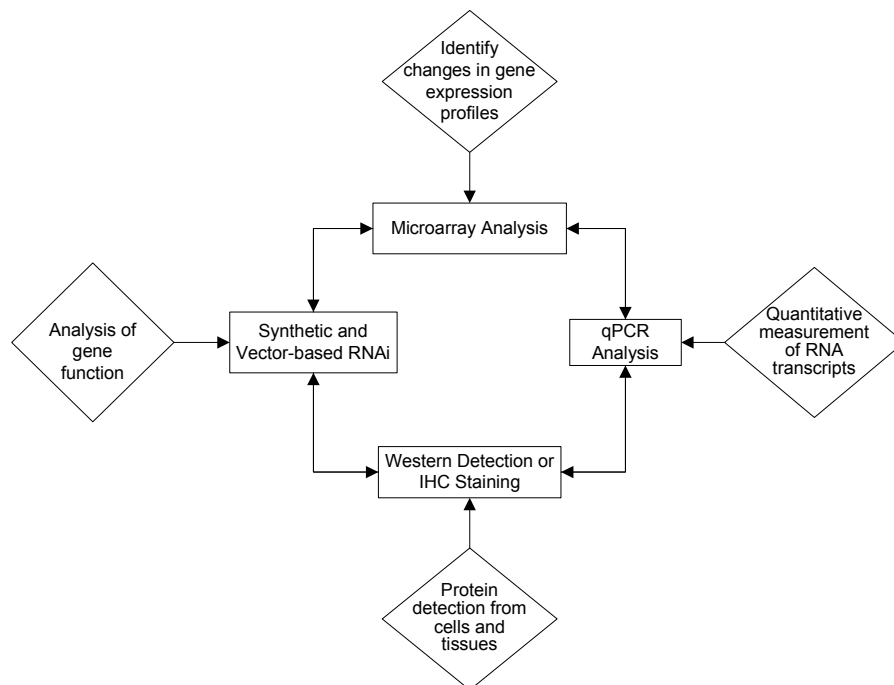 Identify
changes in gene
expression
profiles
Microarray Analysis
Analysis of
gene
function
Synthetic and
Vector-based RNAi
qPCR
Analysis
Quantitative
measurement
of RNA
transcripts
Western Detection or
IHC Staining
Protein
detection from
cells and
tissues